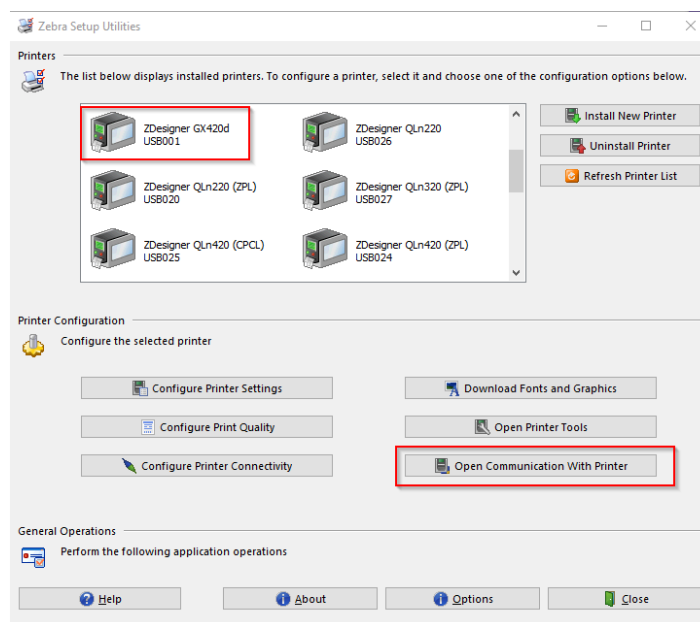 Zebra Setup Utilities
Printers
The list below displays installed printers. To configure a printer, select it and choose one of the configuration options below.
ZDesigner GX420d
USB001
ZDesigner QLn220
USB026
ZDesigner QLn220 (ZPL)
USB020
ZDesigner QLn320 (ZPL)
USB027
ZDesigner QLn420 (CPCL)
USB025
ZDesigner QLn420 (ZPL)
USB024
Install New Printer
Uninstall Printer
Refresh Printer List
Printer Configuration
Configure the selected printer
Configure Printer Settings
Download Fonts and Graphics
Configure Print Quality
Open Printer Tools
Configure Printer Connectivity
Open Communication With Printer
General Operations
Perform the following application operations
Help
About
Options
Close